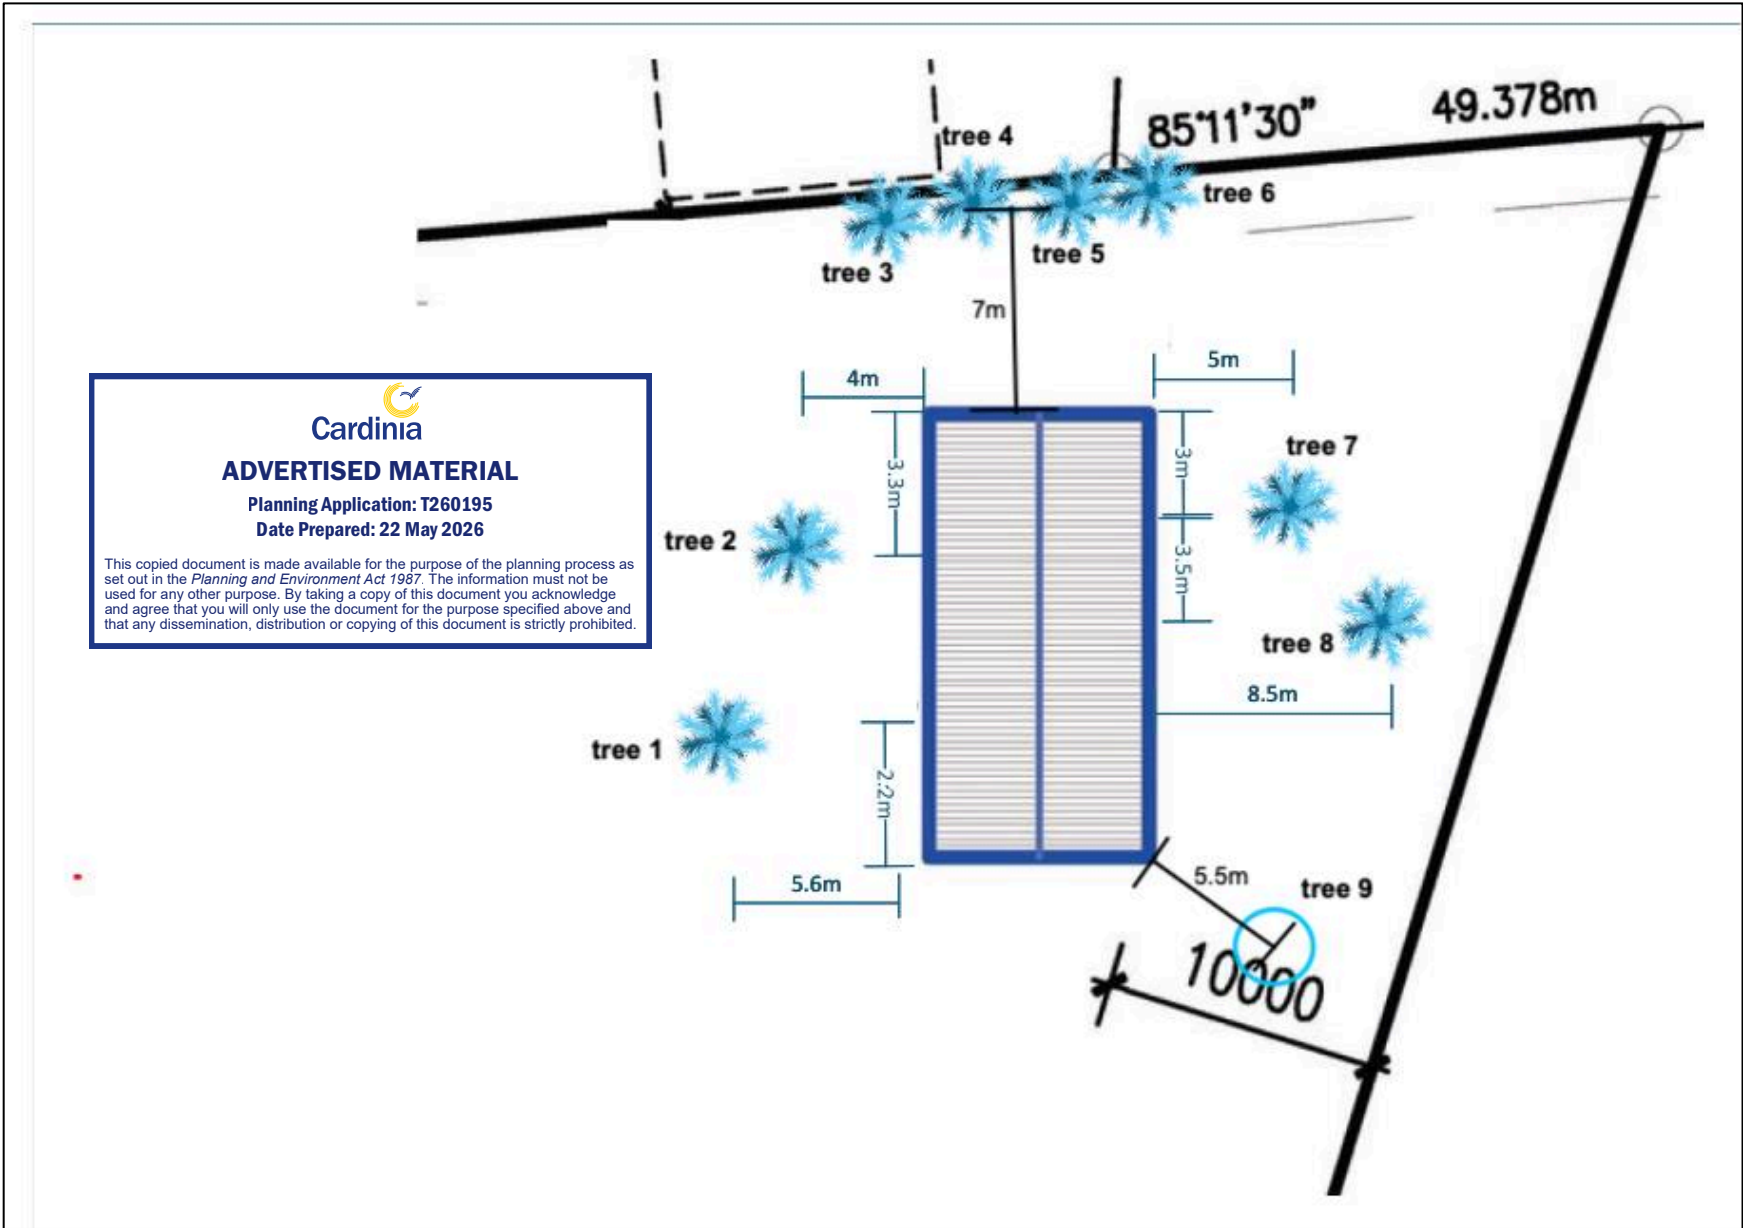 85°11'30"
49.378m
tree 4
tree 6
tree 5
tree 3
7m
5m
4m
Cardinia
ADVERTISED MATERIAL
Planning Application: T260195
Date Prepared: 22 May 2026
This copied document is made available for the purpose of the planning process as
set out in the Planning and Environment Act 1987. The information must not be
used for any other purpose. By taking a copy of this document you acknowledge
and agree that you will only use the document for the purpose specified above and
that any dissemination, distribution or copying of this document is strictly prohibited.
3.3m
3m
tree 7
tree 2
3.5m
tree 8
8.5m
tree 1
2.2m
5.6m
5.5m
tree 9
10000